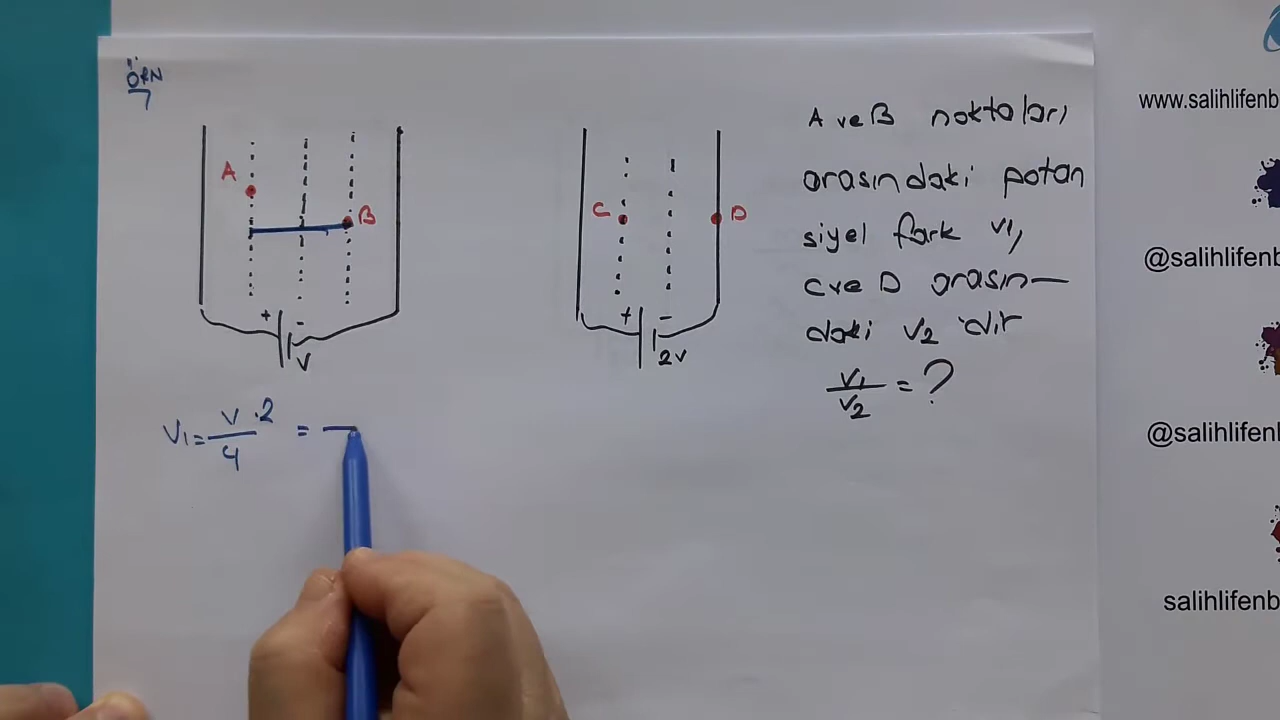 ÖRN
7
A ve B noktaları
arasındaki potan
siyel fark V1,
C ve D arasın-
daki V2 'dir
V1
V2
= ?
A
B
+
-
V
C
D
+
-
2V
V1 = V .2 =
4
www.salihlifenb
@salihlifenb
@salihlifenb
salihlifenb